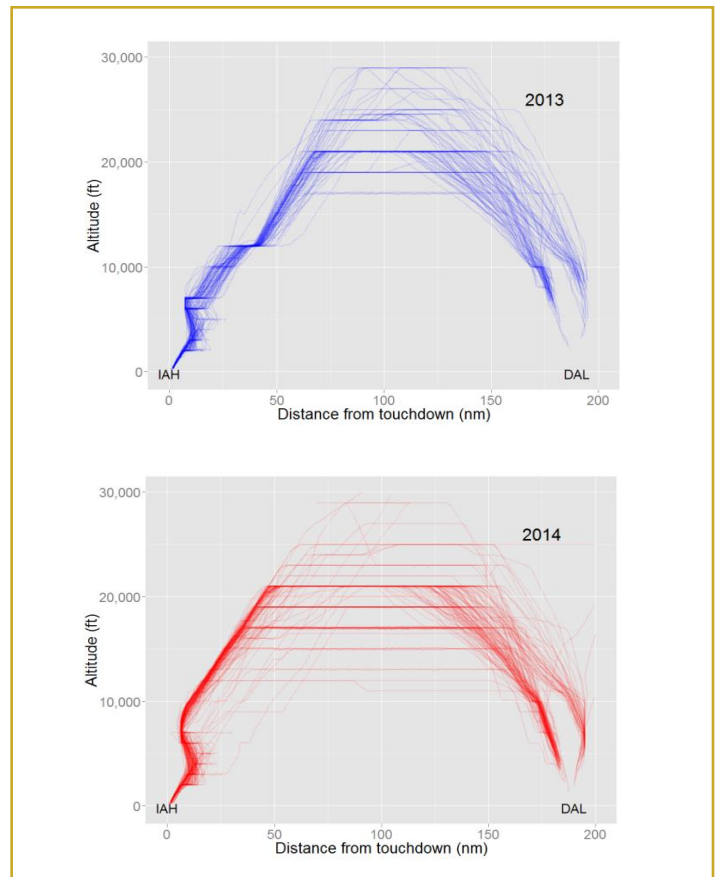 30,000
2013
20,000
Altitude (ft)
10,000
0
IAH
DAL
0 50 100 150 200
Distance from touchdown (nm)
30,000
2014
20,000
Altitude (ft)
10,000
0
IAH
DAL
0 50 100 150 200
Distance from touchdown (nm)